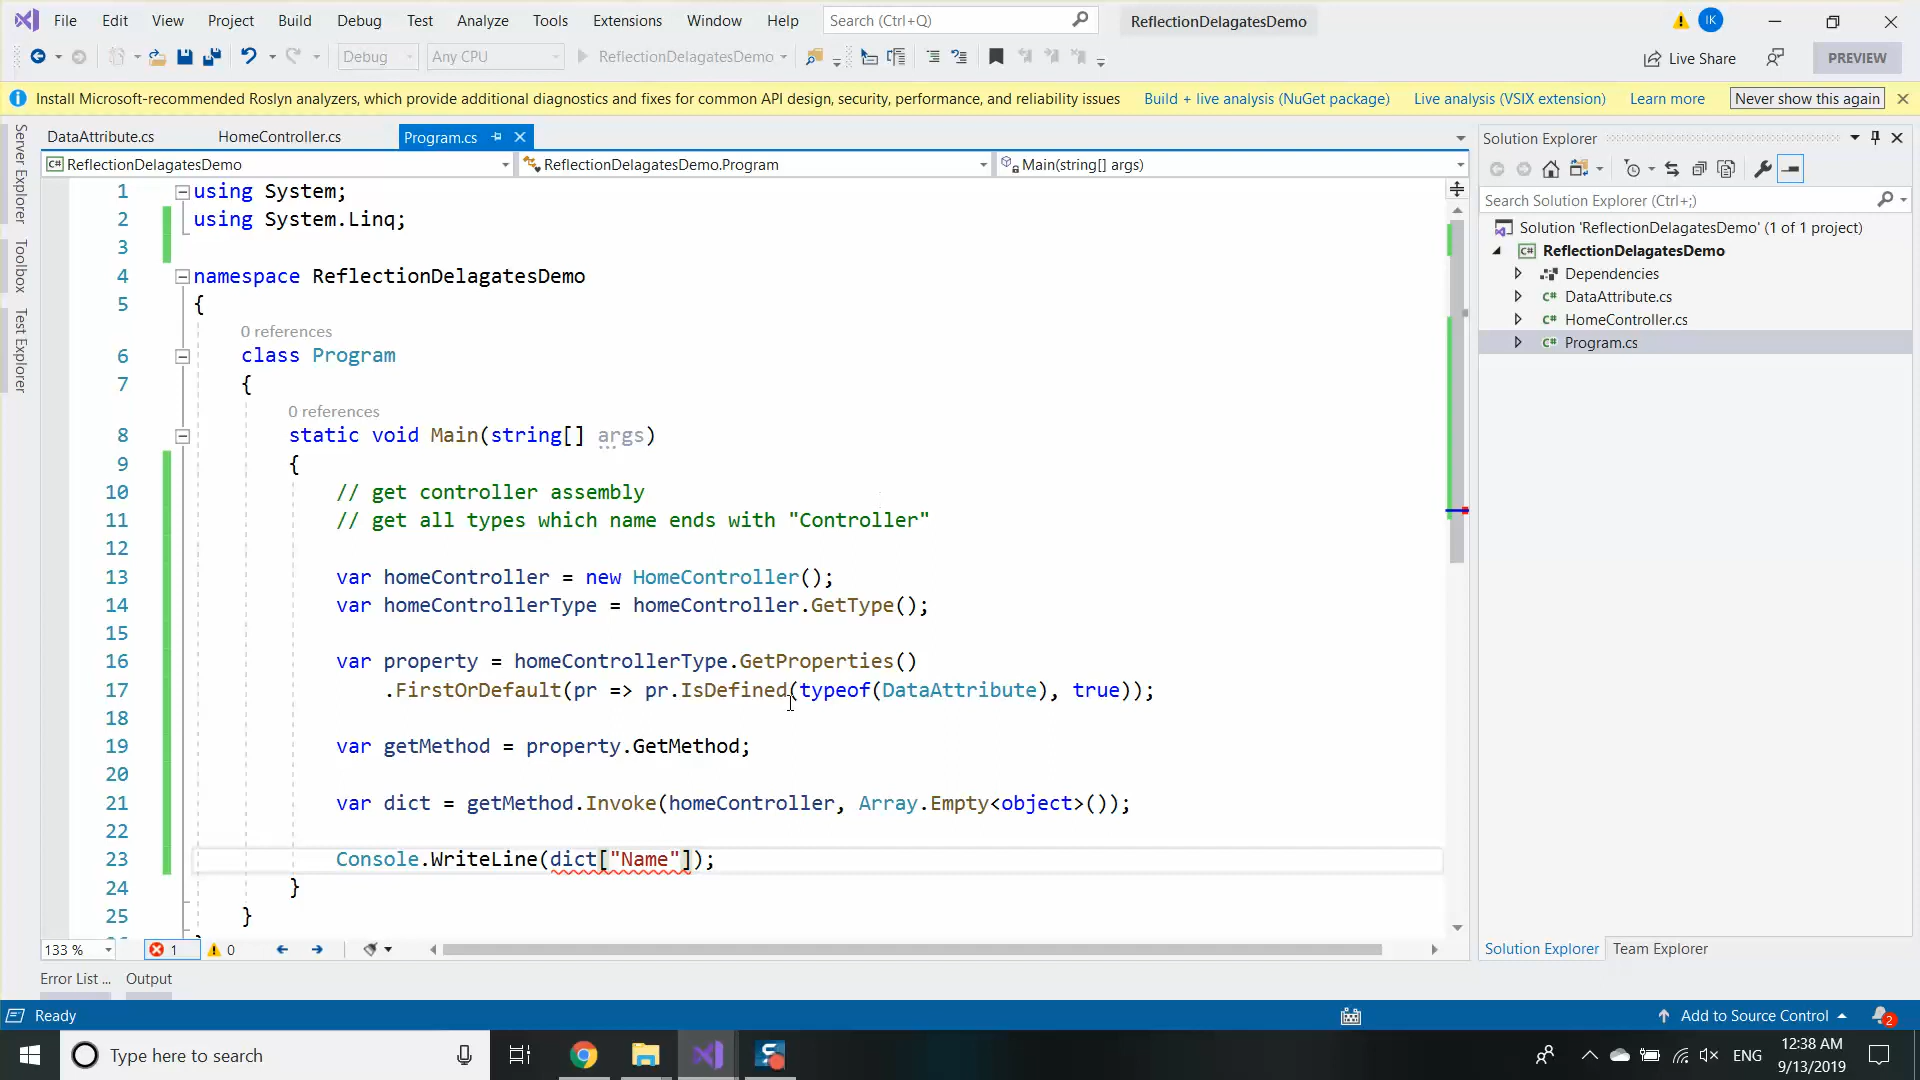 File Edit View Project Build Debug Test Analyze Tools Extensions Window Help Search (Ctrl+Q) ReflectionDelagatesDemo IK
Debug Any CPU ReflectionDelagatesDemo Live Share PREVIEW
Install Microsoft-recommended Roslyn analyzers, which provide additional diagnostics and fixes for common API design, security, performance, and reliability issues Build + live analysis (NuGet package) Live analysis (VSIX extension) Learn more Never show this again
Server Explorer
Toolbox
Test Explorer
DataAttribute.cs HomeController.cs Program.cs
ReflectionDelagatesDemo ReflectionDelagatesDemo.Program Main(string[] args)
1 using System;
2 using System.Linq;
3
4 namespace ReflectionDelagatesDemo
5 {
0 references
6 class Program
7 {
0 references
8 static void Main(string[] args)
9 {
10 // get controller assembly
11 // get all types which name ends with "Controller"
12
13 var homeController = new HomeController();
14 var homeControllerType = homeController.GetType();
15
16 var property = homeControllerType.GetProperties()
17 .FirstOrDefault(pr => pr.IsDefined(typeof(DataAttribute), true));
18
19 var getMethod = property.GetMethod;
20
21 var dict = getMethod.Invoke(homeController, Array.Empty<object>());
22
23 Console.WriteLine(dict["Name"]);
24 }
25 }
133 % 1 0
Error List ... Output
Solution Explorer
Search Solution Explorer (Ctrl+;)
Solution 'ReflectionDelagatesDemo' (1 of 1 project)
ReflectionDelagatesDemo
Dependencies
C# DataAttribute.cs
C# HomeController.cs
C# Program.cs
Solution Explorer Team Explorer
Ready Add to Source Control 2
Type here to search ENG 12:38 AM
9/13/2019